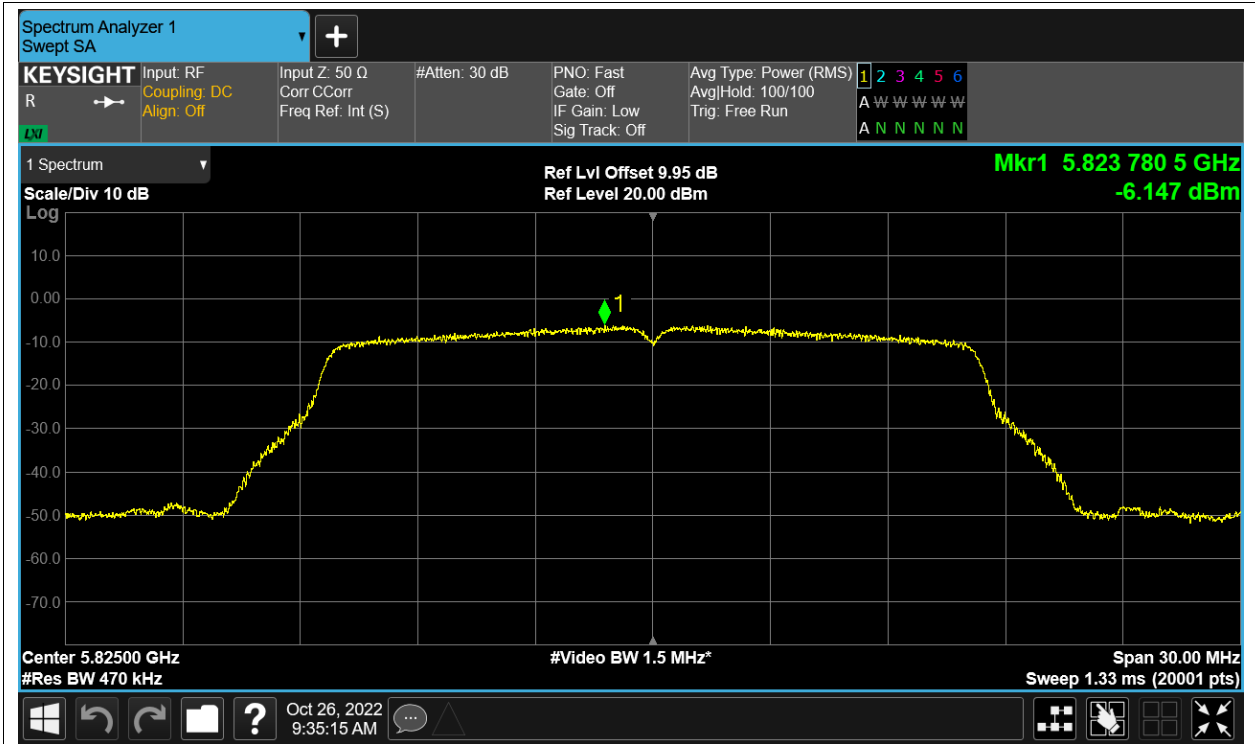 Spectrum Analyzer 1
Swept SA
KEYSIGHT
R
LXI
Input: RF
Coupling: DC
Align: Off
Input Z: 50 Ω
Corr CCorr
Freq Ref: Int (S)
#Atten: 30 dB
PNO: Fast
Gate: Off
IF Gain: Low
Sig Track: Off
Avg Type: Power (RMS)
Avg|Hold: 100/100
Trig: Free Run
1 2 3 4 5 6
A W W W W W
A N N N N N
1 Spectrum
Scale/Div 10 dB
Log
Ref Lvl Offset 9.95 dB
Ref Level 20.00 dBm
Mkr1 5.823 780 5 GHz
-6.147 dBm
10.0
0.00
1
-10.0
-20.0
-30.0
-40.0
-50.0
-60.0
-70.0
Center 5.82500 GHz
#Res BW 470 kHz
#Video BW 1.5 MHz*
Span 30.00 MHz
Sweep 1.33 ms (20001 pts)
?
Oct 26, 2022
9:35:15 AM